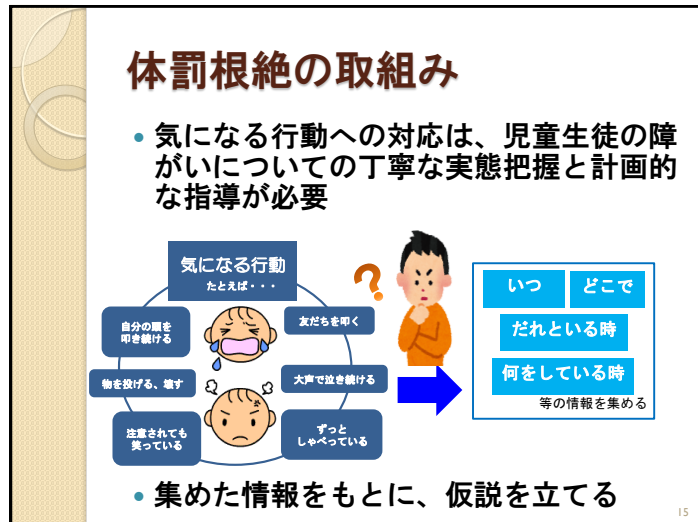 体罰根絶の取組み
• 気になる行動への対応は、児童生徒の障
がいについての丁寧な実態把握と計画的
な指導が必要
気になる行動
たとえば・・・
自分の頭を
叩き続ける
物を投げる、壊す
注意されても
笑っている
友だちを叩く
大声で泣き続ける
ずっと
しゃべっている
?
いつ
どこで
だれといる時
何をしている時
等の情報を集める
• 集めた情報をもとに、仮説を立てる
15